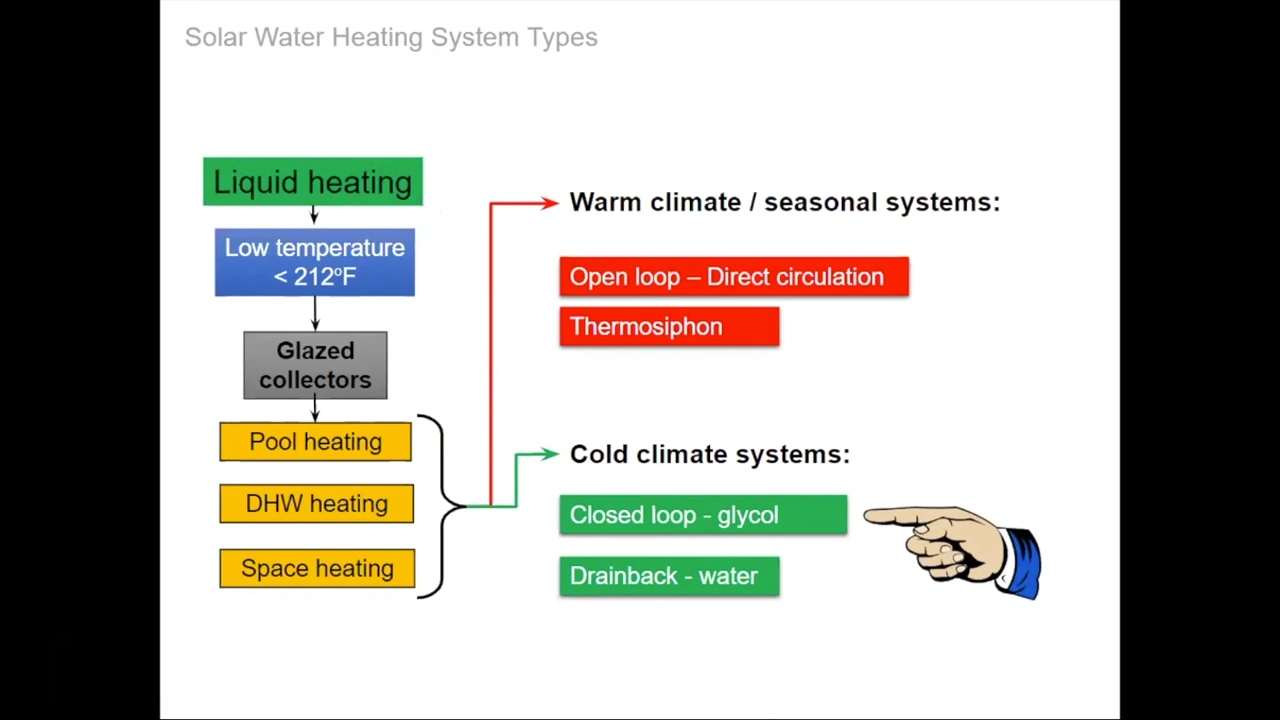 Solar Water Heating System Types
Liquid heating
Low temperature
< 212ºF
Glazed
collectors
Pool heating
DHW heating
Space heating
Warm climate / seasonal systems:
Open loop – Direct circulation
Thermosiphon
Cold climate systems:
Closed loop - glycol
Drainback - water